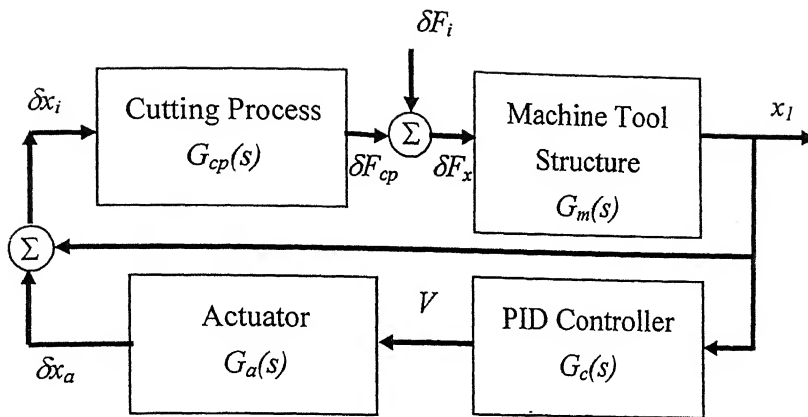 δF_i
Cutting Process
G_cp(s)
δx_i
Σ
δF_cp
δF_x
Machine Tool
Structure
G_m(s)
x_1
Σ
Actuator
G_a(s)
δx_a
V
PID Controller
G_c(s)